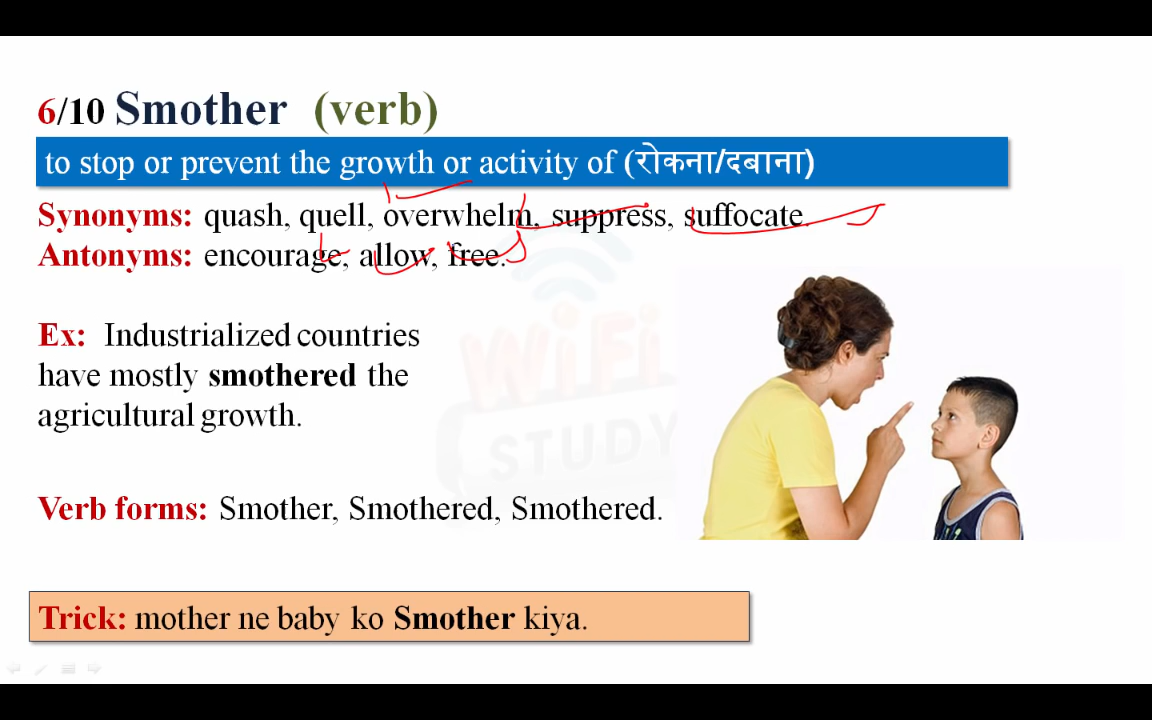 6/10 Smother (verb)
to stop or prevent the growth or activity of (रोकना/दबाना)
Synonyms: quash, quell, overwhelm, suppress, suffocate.
Antonyms: encourage, allow, free.
Ex: Industrialized countries
have mostly smothered the
agricultural growth.
WiFi
STUDY
Verb forms: Smother, Smothered, Smothered.
Trick: mother ne baby ko Smother kiya.